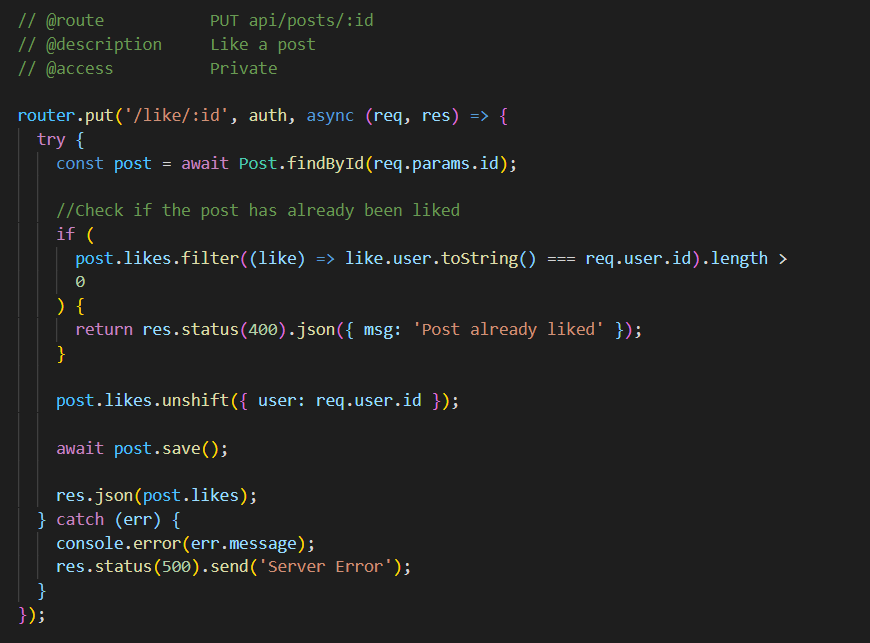 // @route           PUT api/posts/:id
// @description     Like a post
// @access          Private

router.put('/like/:id', auth, async (req, res) => {
  try {
    const post = await Post.findById(req.params.id);

    //Check if the post has already been liked
    if (
      post.likes.filter((like) => like.user.toString() === req.user.id).length >
      0
    ) {
      return res.status(400).json({ msg: 'Post already liked' });
    }

    post.likes.unshift({ user: req.user.id });

    await post.save();

    res.json(post.likes);
  } catch (err) {
    console.error(err.message);
    res.status(500).send('Server Error');
  }
});